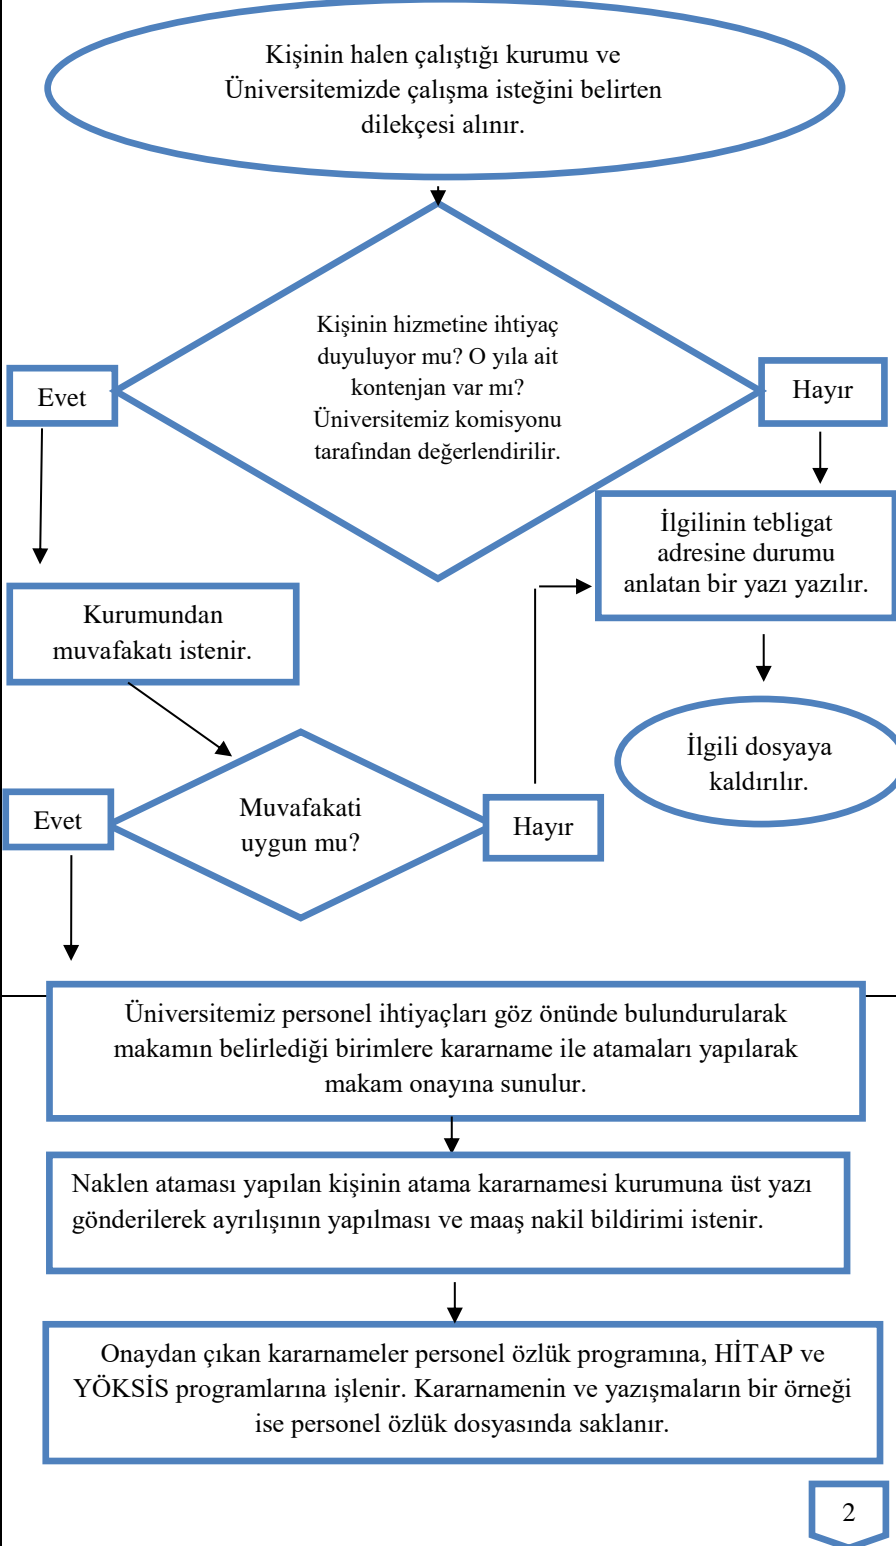 Kişinin halen çalıştığı kurumu ve
Üniversitemizde çalışma isteğini belirten
dilekçesi alınır.
Kişinin hizmetine ihtiyaç
duyuluyor mu? O yıla ait
kontenjan var mı?
Üniversitemiz komisyonu
tarafından değerlendirilir.
Evet
Hayır
İlgilinin tebligat
adresine durumu
anlatan bir yazı yazılır.
Kurumundan
muvafakatı istenir.
İlgili dosyaya
kaldırılır.
Evet
Muvafakati
uygun mu?
Hayır
Üniversitemiz personel ihtiyaçları göz önünde bulundurularak
makamın belirlediği birimlere kararname ile atamaları yapılarak
makam onayına sunulur.
Naklen ataması yapılan kişinin atama kararnamesi kurumuna üst yazı
gönderilerek ayrılışının yapılması ve maaş nakil bildirimi istenir.
Onaydan çıkan kararnameler personel özlük programına, HİTAP ve
YÖKSİS programlarına işlenir. Kararnamenin ve yazışmaların bir örneği
ise personel özlük dosyasında saklanır.
2